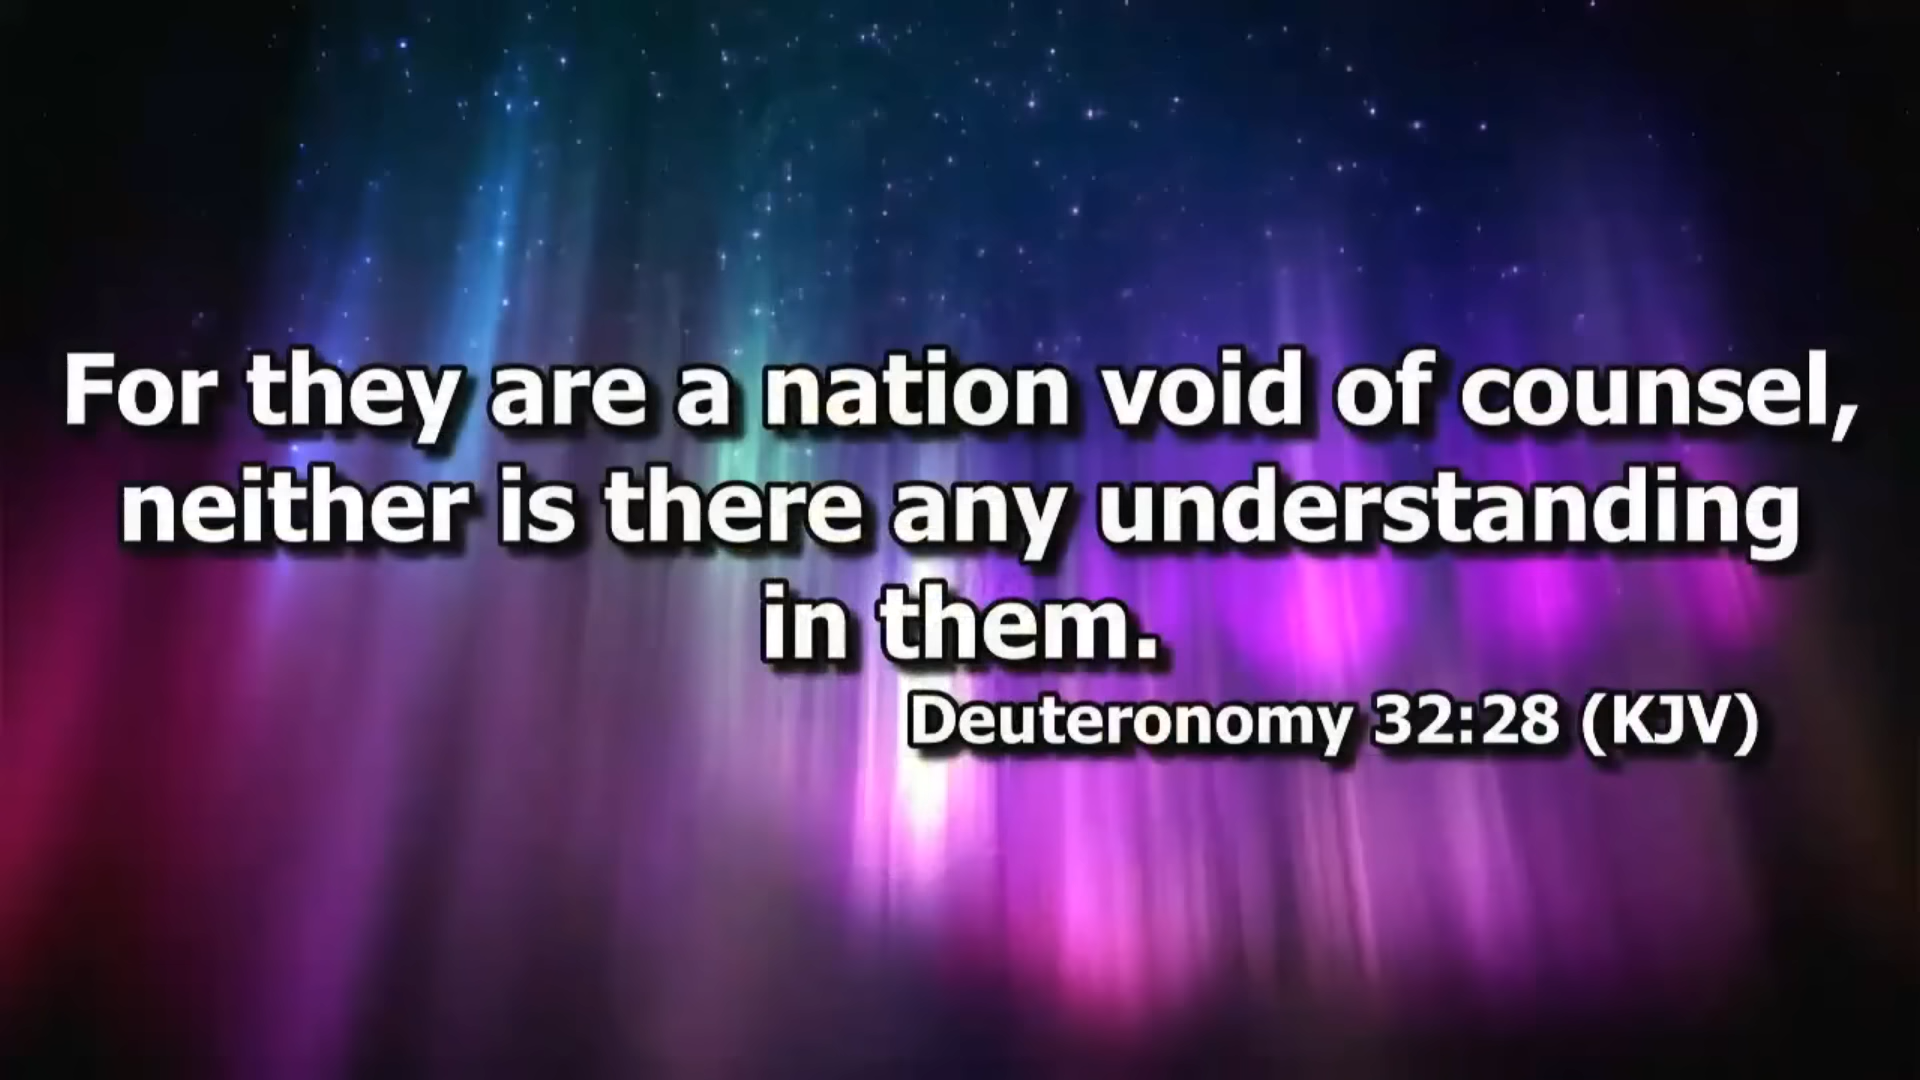 For they are a nation void of counsel,
neither is there any understanding
in them.
Deuteronomy 32:28 (KJV)